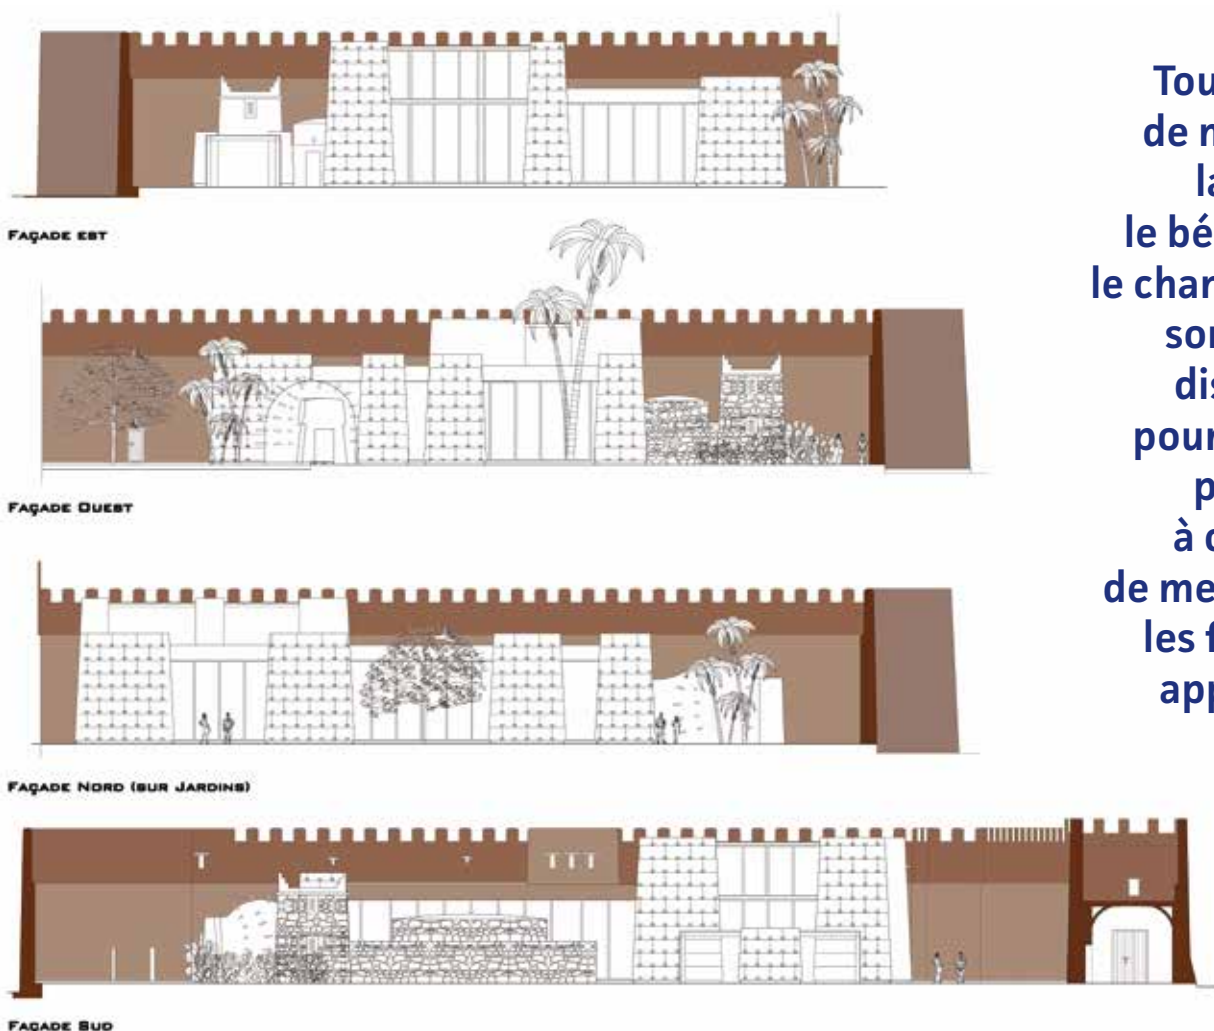 FAÇADE EST
FAÇADE OUEST
FAÇADE NORD (SUR JARDINS)
FAÇADE SUD
Tou
de m
la
le bé
le char
sor
dis
pour
p
à c
de me
les f
app